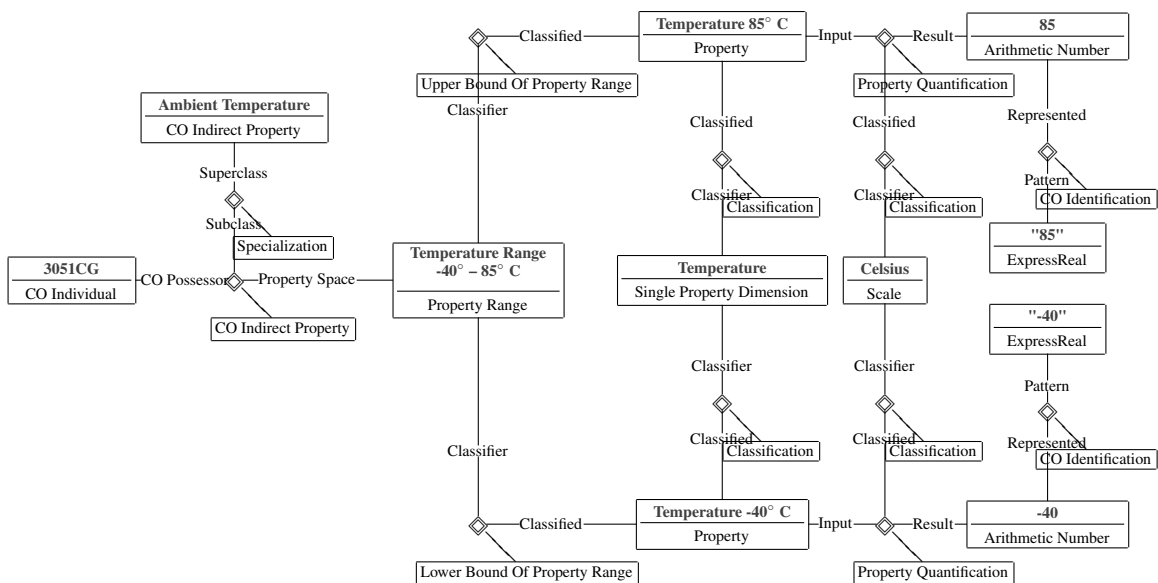 Temperature 85° C
Property
85
Arithmetic Number
Classified
Input
Result
Upper Bound Of Property Range
Property Quantification
Ambient Temperature
CO Indirect Property
Classifier
Classified
Classified
Represented
Superclass
Pattern
Classifier
Classifier
CO Identification
Classification
Classification
Subclass
Specialization
"85"
ExpressReal
3051CG
CO Individual
CO Possessor
Property Space
Temperature Range
-40° – 85° C
Property Range
Temperature
Single Property Dimension
Celsius
Scale
CO Indirect Property
"-40"
ExpressReal
Classifier
Classifier
Pattern
Classifier
Classified
Classified
Represented
Classification
Classification
CO Identification
Temperature -40° C
Property
-40
Arithmetic Number
Classified
Input
Result
Lower Bound Of Property Range
Property Quantification